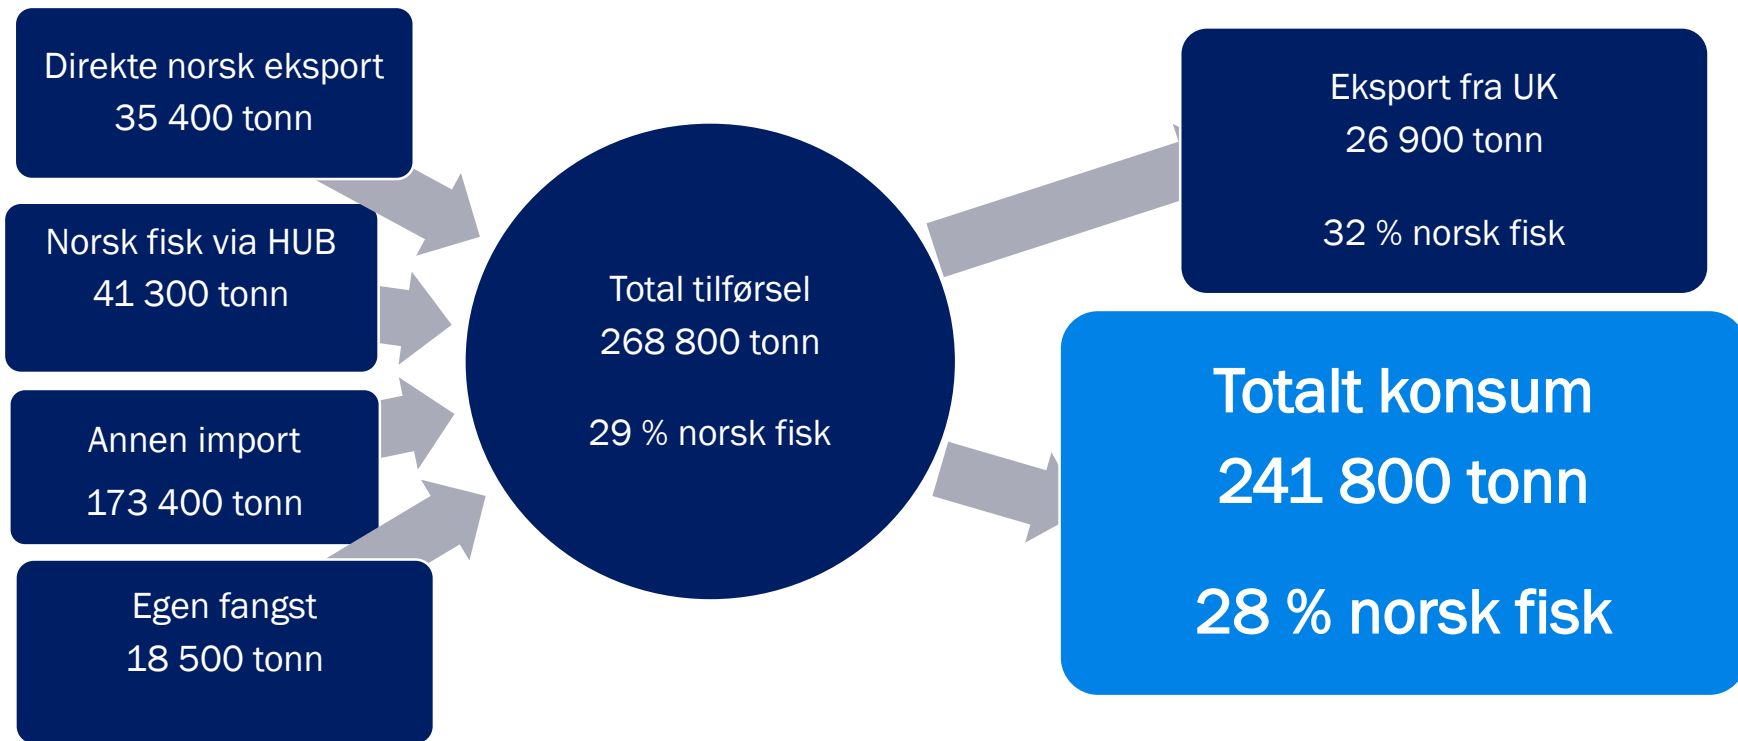 Direkte norsk eksport
35 400 tonn
Norsk fisk via HUB
41 300 tonn
Annen import
173 400 tonn
Egen fangst
18 500 tonn
Total tilførsel
268 800 tonn
29 % norsk fisk
Eksport fra UK
26 900 tonn
32 % norsk fisk
Totalt konsum
241 800 tonn
28 % norsk fisk